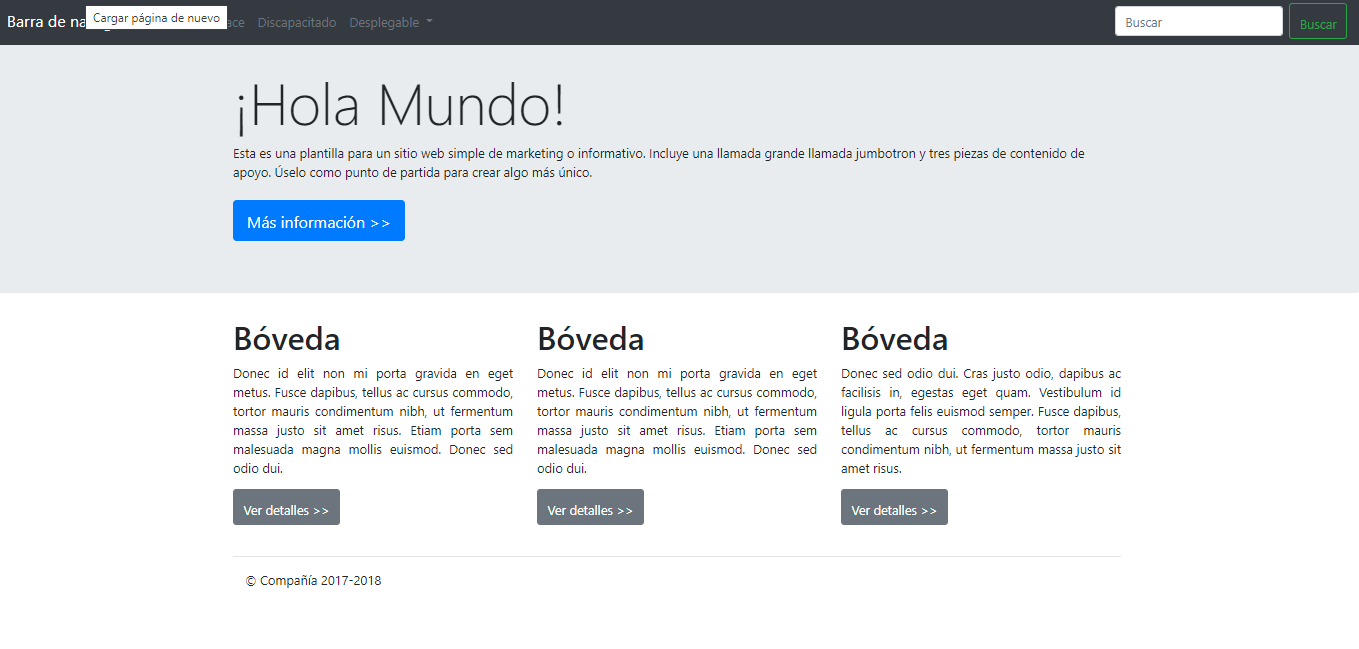 Barra de na
Cargar página de nuevo
Discapacitado
Desplegable
Buscar
Buscar
¡Hola Mundo!
Esta es una plantilla para un sitio web simple de marketing o informativo. Incluye una llamada grande llamada jumbotron y tres piezas de contenido de
apoyo. Úselo como punto de partida para crear algo más único.
Más información >>
Bóveda
Donec id elit non mi porta gravida en eget
metus. Fusce dapibus, tellus ac cursus commodo,
tortor mauris condimentum nibh, ut fermentum
massa justo sit amet risus. Etiam porta sem
malesuada magna mollis euismod. Donec sed
odio dui.
Ver detalles >>
Bóveda
Donec id elit non mi porta gravida en eget
metus. Fusce dapibus, tellus ac cursus commodo,
tortor mauris condimentum nibh, ut fermentum
massa justo sit amet risus. Etiam porta sem
malesuada magna mollis euismod. Donec sed
odio dui.
Ver detalles >>
Bóveda
Donec sed odio dui. Cras justo odio, dapibus ac
facilisis in, egestas eget quam. Vestibulum id
ligula porta felis euismod semper. Fusce dapibus,
tellus ac cursus commodo, tortor mauris
condimentum nibh, ut fermentum massa justo sit
amet risus.
Ver detalles >>
© Compañía 2017-2018